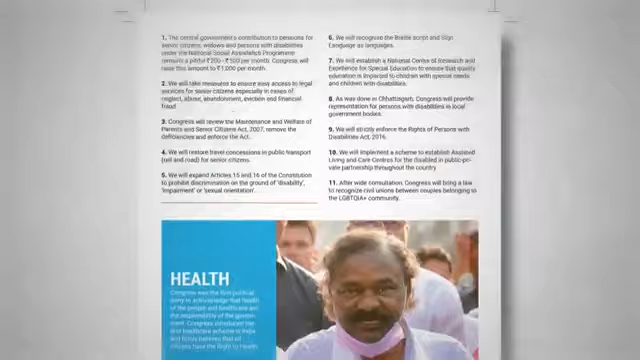 1. The central government's contribution to pensions for
senior citizens, widows and persons with disabilities
under the National Social Assistance Programme
remains a pitiful ₹200 - ₹500 per month. Congress will
raise this amount to ₹1,000 per month.
2. We will take measures to ensure easy access to legal
services for senior citizens especially in cases of
neglect, abuse, abandonment, eviction and financial
fraud
3. Congress will review the Maintenance and Welfare of
Parents and Senior Citizens Act, 2007, remove the
deficiencies and enforce the Act.
4. We will restore travel concessions in public transport
(rail and road) for senior citizens.
5. We will expand Articles 15 and 16 of the Constitution
to prohibit discrimination on the ground of 'disability',
'impairment' or 'sexual orientation'.
6. We will recognise the Braille script and Sign
Language as languages.
7. We will establish a National Centre of Research and
Excellence for Special Education to ensure that quality
education is imparted to children with special needs
and children with disabilities.
8. As was done in Chhattisgarh, Congress will provide
representation for persons with disabilities in local
government bodies.
9. We will strictly enforce the Rights of Persons with
Disabilities Act, 2016.
10. We will implement a scheme to establish Assisted
Living and Care Centres for the disabled in public-pri-
vate partnership throughout the country
11. After wide consultation, Congress will bring a law
to recognize civil unions between couples belonging to
the LGBTQIA+ community.
HEALTH
Congress was the first political
party to acknowledge that health
of the people and healthcare are
the responsibility of the govern-
ment. Congress introduced the
first healthcare scheme in India
and firmly believes that all
citizens have the Right to Health